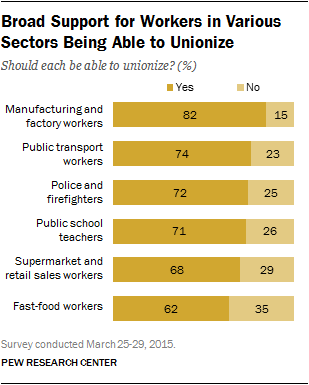 Broad Support for Workers in Various
Sectors Being Able to Unionize
Should each be able to unionize? (%)
Yes No
Manufacturing and
factory workers
82 15
Public transport
workers
74 23
Police and
firefighters
72 25
Public school
teachers
71 26
Supermarket and
retail sales workers
68 29
Fast-food workers
62 35
Survey conducted March 25-29, 2015.
PEW RESEARCH CENTER